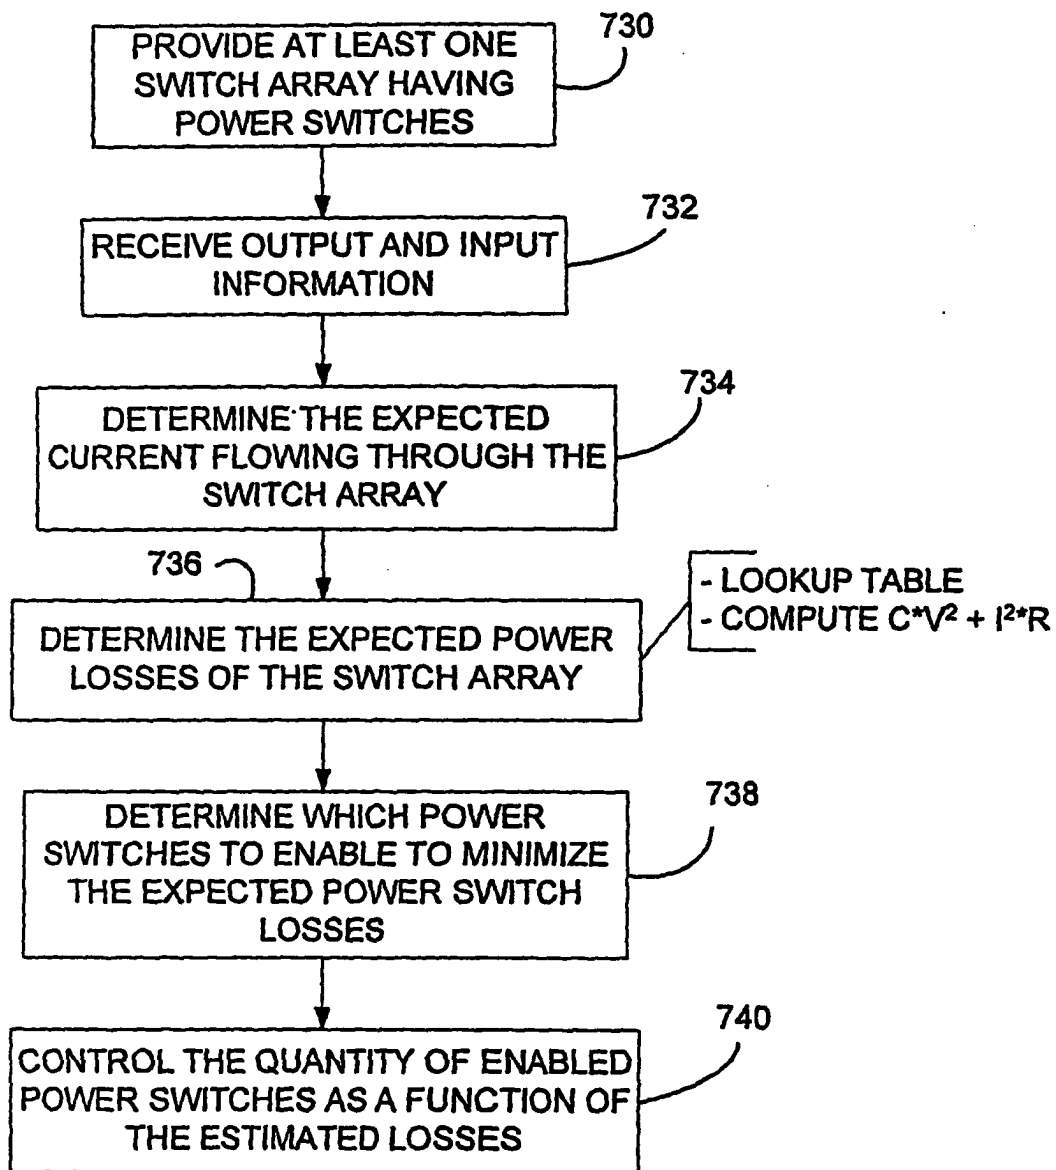 PROVIDE AT LEAST ONE
SWITCH ARRAY HAVING
POWER SWITCHES
730
RECEIVE OUTPUT AND INPUT
INFORMATION
732
DETERMINE THE EXPECTED
CURRENT FLOWING THROUGH THE
SWITCH ARRAY
734
736
DETERMINE THE EXPECTED POWER
LOSSES OF THE SWITCH ARRAY
- LOOKUP TABLE
- COMPUTE C*V² + I²*R
DETERMINE WHICH POWER
SWITCHES TO ENABLE TO MINIMIZE
THE EXPECTED POWER SWITCH
LOSSES
738
CONTROL THE QUANTITY OF ENABLED
POWER SWITCHES AS A FUNCTION OF
THE ESTIMATED LOSSES
740